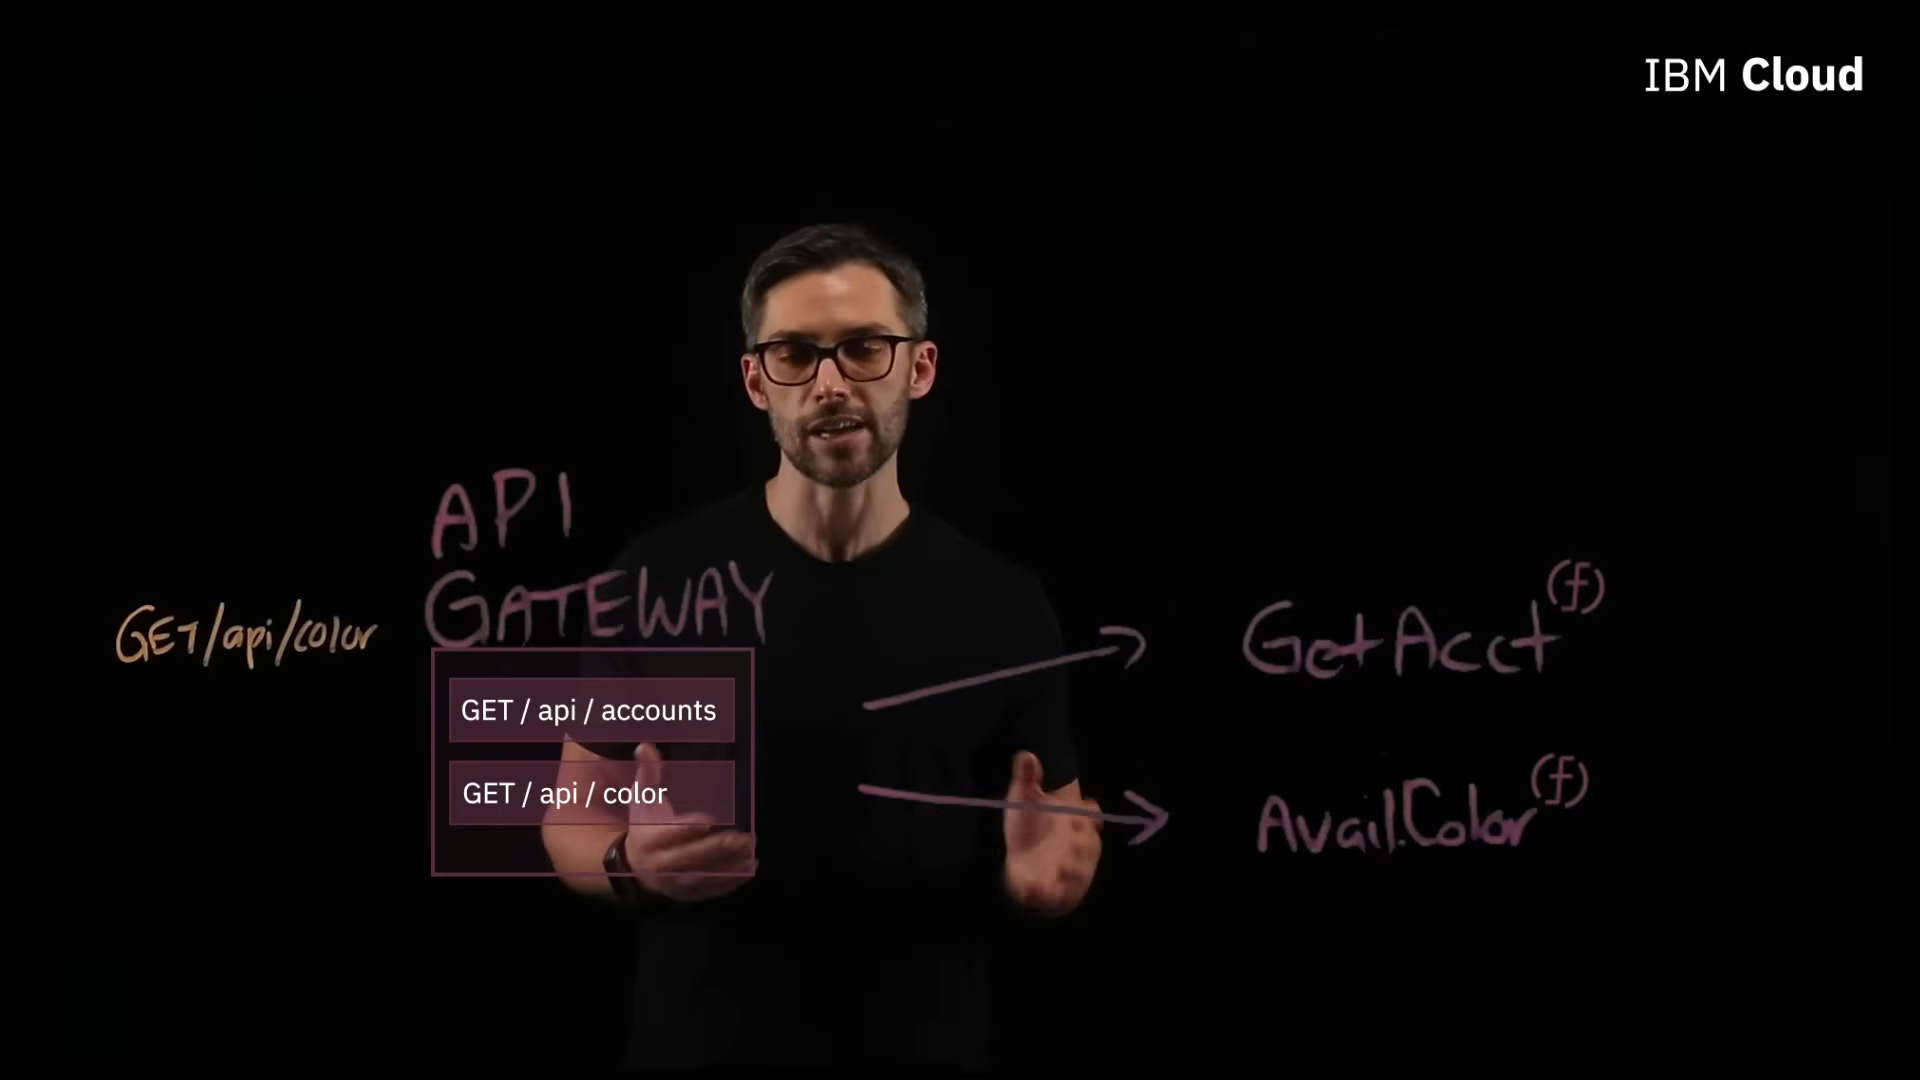 IBM Cloud
API
GATEWAY
GET/api/color
GET / api / accounts
GET / api / color
GetAcct (f)
Avail.Color (f)